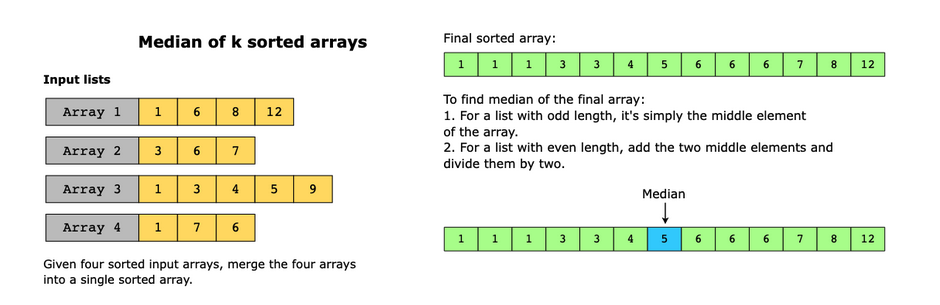 Median of k sorted arrays
Input lists
Array 1 1 6 8 12
Array 2 3 6 7
Array 3 1 3 4 5 9
Array 4 1 7 6
Given four sorted input arrays, merge the four arrays
into a single sorted array.
Final sorted array:
1 1 1 3 3 4 5 6 6 6 7 8 12
To find median of the final array:
1. For a list with odd length, it's simply the middle element
of the array.
2. For a list with even length, add the two middle elements and
divide them by two.
Median
1 1 1 3 3 4 5 6 6 6 7 8 12